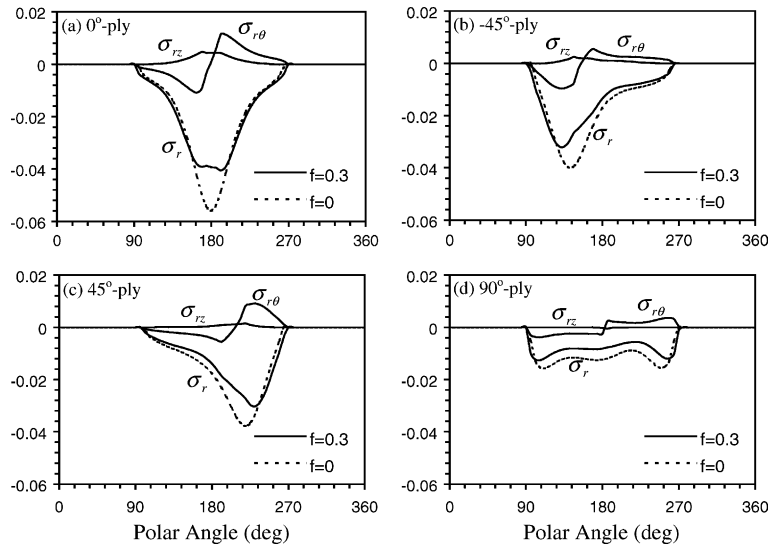 (a) 0°-ply
σrz
σrθ
σr
f=0.3
f=0
0
-0.02
-0.04
-0.06
0 90 180 270 360
(b) -45°-ply
σrz
σrθ
σr
f=0.3
f=0
0.02
0
-0.02
-0.04
-0.06
0 90 180 270 360
(c) 45°-ply
σrz
σrθ
σr
f=0.3
f=0
0.02
0
-0.02
-0.04
-0.06
0 90 180 270 360
Polar Angle (deg)
(d) 90°-ply
σrz
σrθ
σr
f=0.3
f=0
0.02
0
-0.02
-0.04
-0.06
0 90 180 270 360
Polar Angle (deg)
0.02